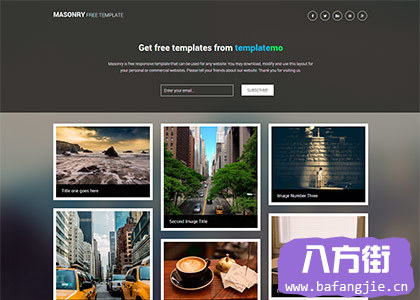 MASONRY FREE TEMPLATE
Get free templates from templatemo
Masonry is free responsive template that can be used for any website. You may download, modify and use this layout for
your personal or commercial websites. Please tell your friends about our website. Thank you for visiting us.
Enter your email...
SUBSCRIBE
Title one goes here
Second Image Title
Image Number Three
八方街
www.bafangjie.cn